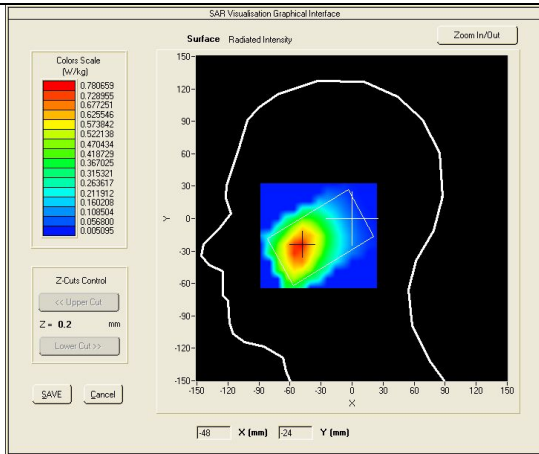 SAR Visualisation Graphical Interface
Surface Radiated Intensity
Zoom In/Out
Colors Scale
(W/kg)
0.780659
0.728955
0.677251
0.625546
0.573842
0.522138
0.470434
0.418729
0.367025
0.315321
0.263617
0.211912
0.160208
0.108504
0.056800
0.005095
Z-Cuts Control
<< Upper Cut
Z = 0.2 mm
Lower Cut >>
SAVE Cancel
150
120
90
60
30
0
-30
-60
-90
-120
-150
Y
-150 -120 -90 -60 -30 0 30 60 90 120 150
X
-48 X (mm) -24 Y (mm)